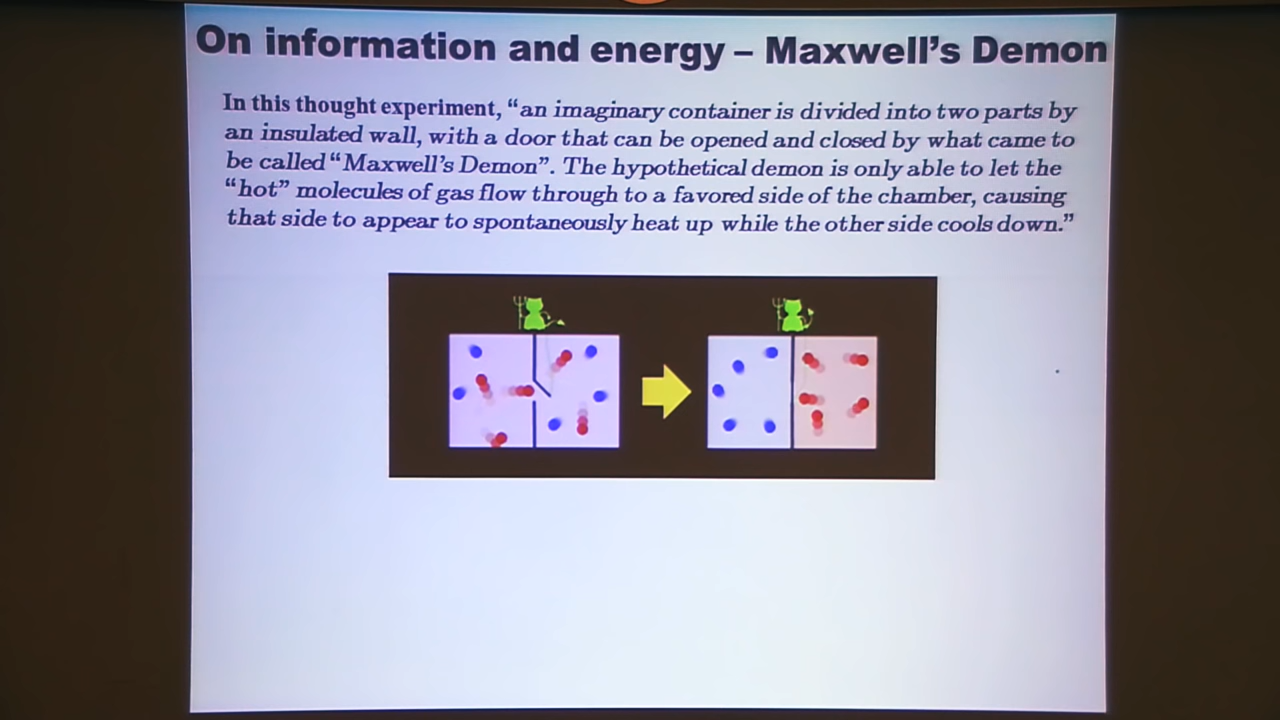 On information and energy – Maxwell's Demon
In this thought experiment, “an imaginary container is divided into two parts by
an insulated wall, with a door that can be opened and closed by what came to
be called “Maxwell’s Demon”. The hypothetical demon is only able to let the
“hot” molecules of gas flow through to a favored side of the chamber, causing
that side to appear to spontaneously heat up while the other side cools down.”